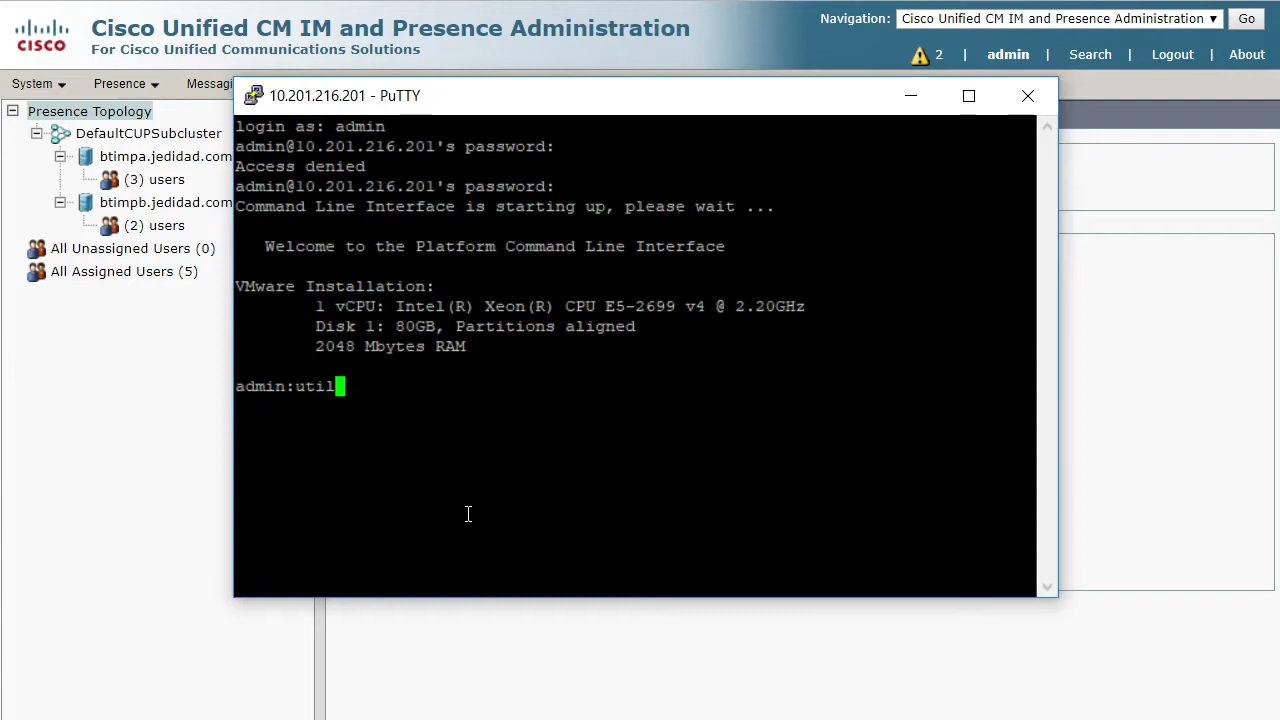 Cisco Unified CM IM and Presence Administration
For Cisco Unified Communications Solutions
CISCO
Navigation: Cisco Unified CM IM and Presence Administration Go
2 | admin | Search | Logout | About
System Presence Messagi
Presence Topology
DefaultCUPSubcluster
btimpa.jedidad.com
(3) users
btimpb.jedidad.com
(2) users
All Unassigned Users (0)
All Assigned Users (5)
10.201.216.201 - PuTTY
login as: admin
admin@10.201.216.201's password:
Access denied
admin@10.201.216.201's password:
Command Line Interface is starting up, please wait ...
Welcome to the Platform Command Line Interface
VMware Installation:
1 vCPU: Intel(R) Xeon(R) CPU E5-2699 v4 @ 2.20GHz
Disk 1: 80GB, Partitions aligned
2048 Mbytes RAM
admin:util